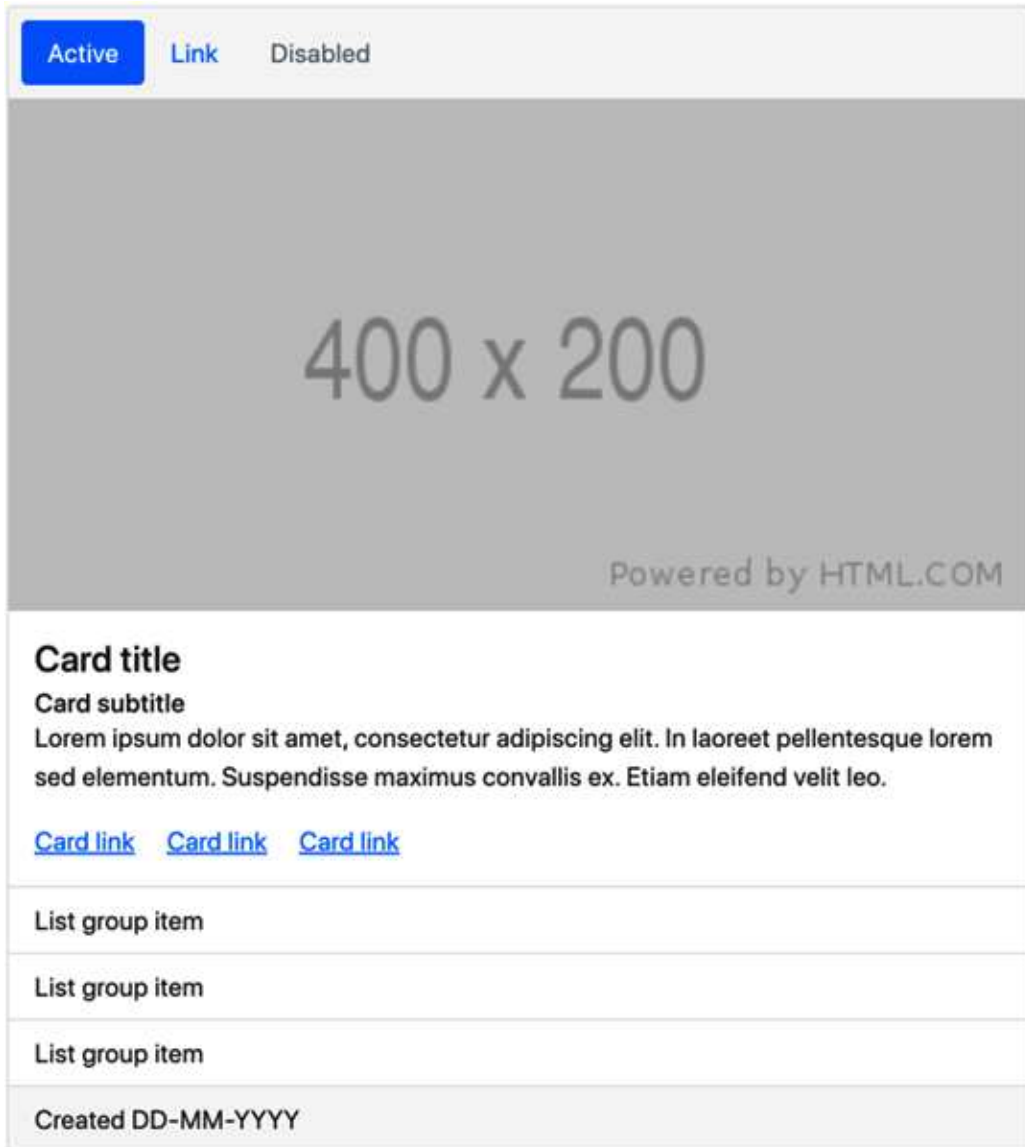 Active Link Disabled
400 x 200
Powered by HTML.COM
Card title
Card subtitle
Lorem ipsum dolor sit amet, consectetur adipiscing elit. In laoreet pellentesque lorem
sed elementum. Suspendisse maximus convallis ex. Etiam eleifend velit leo.
Card link Card link Card link
List group item
List group item
List group item
Created DD-MM-YYYY